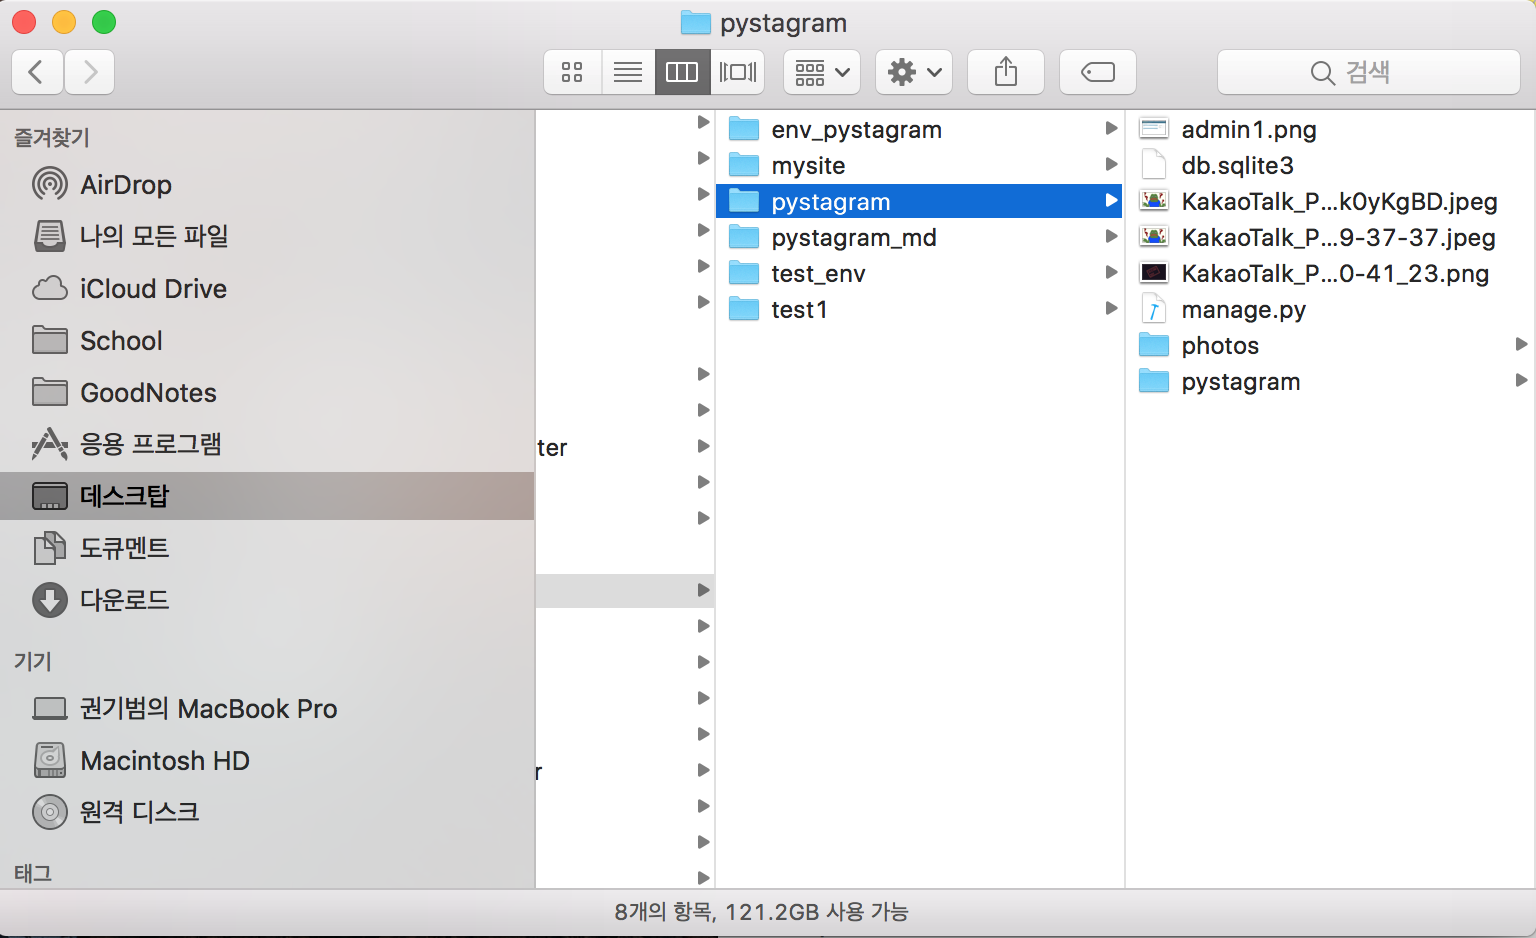 pystagram
검색
즐겨찾기
AirDrop
나의 모든 파일
iCloud Drive
School
GoodNotes
응용 프로그램
데스크탑
도큐멘트
다운로드
기기
권기범의 MacBook Pro
Macintosh HD
원격 디스크
태그
ter
r
env_pystagram
mysite
pystagram
pystagram_md
test_env
test1
admin1.png
db.sqlite3
KakaoTalk_P...k0yKgBD.jpeg
KakaoTalk_P...9-37-37.jpeg
KakaoTalk_P...0-41_23.png
manage.py
photos
pystagram
8개의 항목, 121.2GB 사용 가능